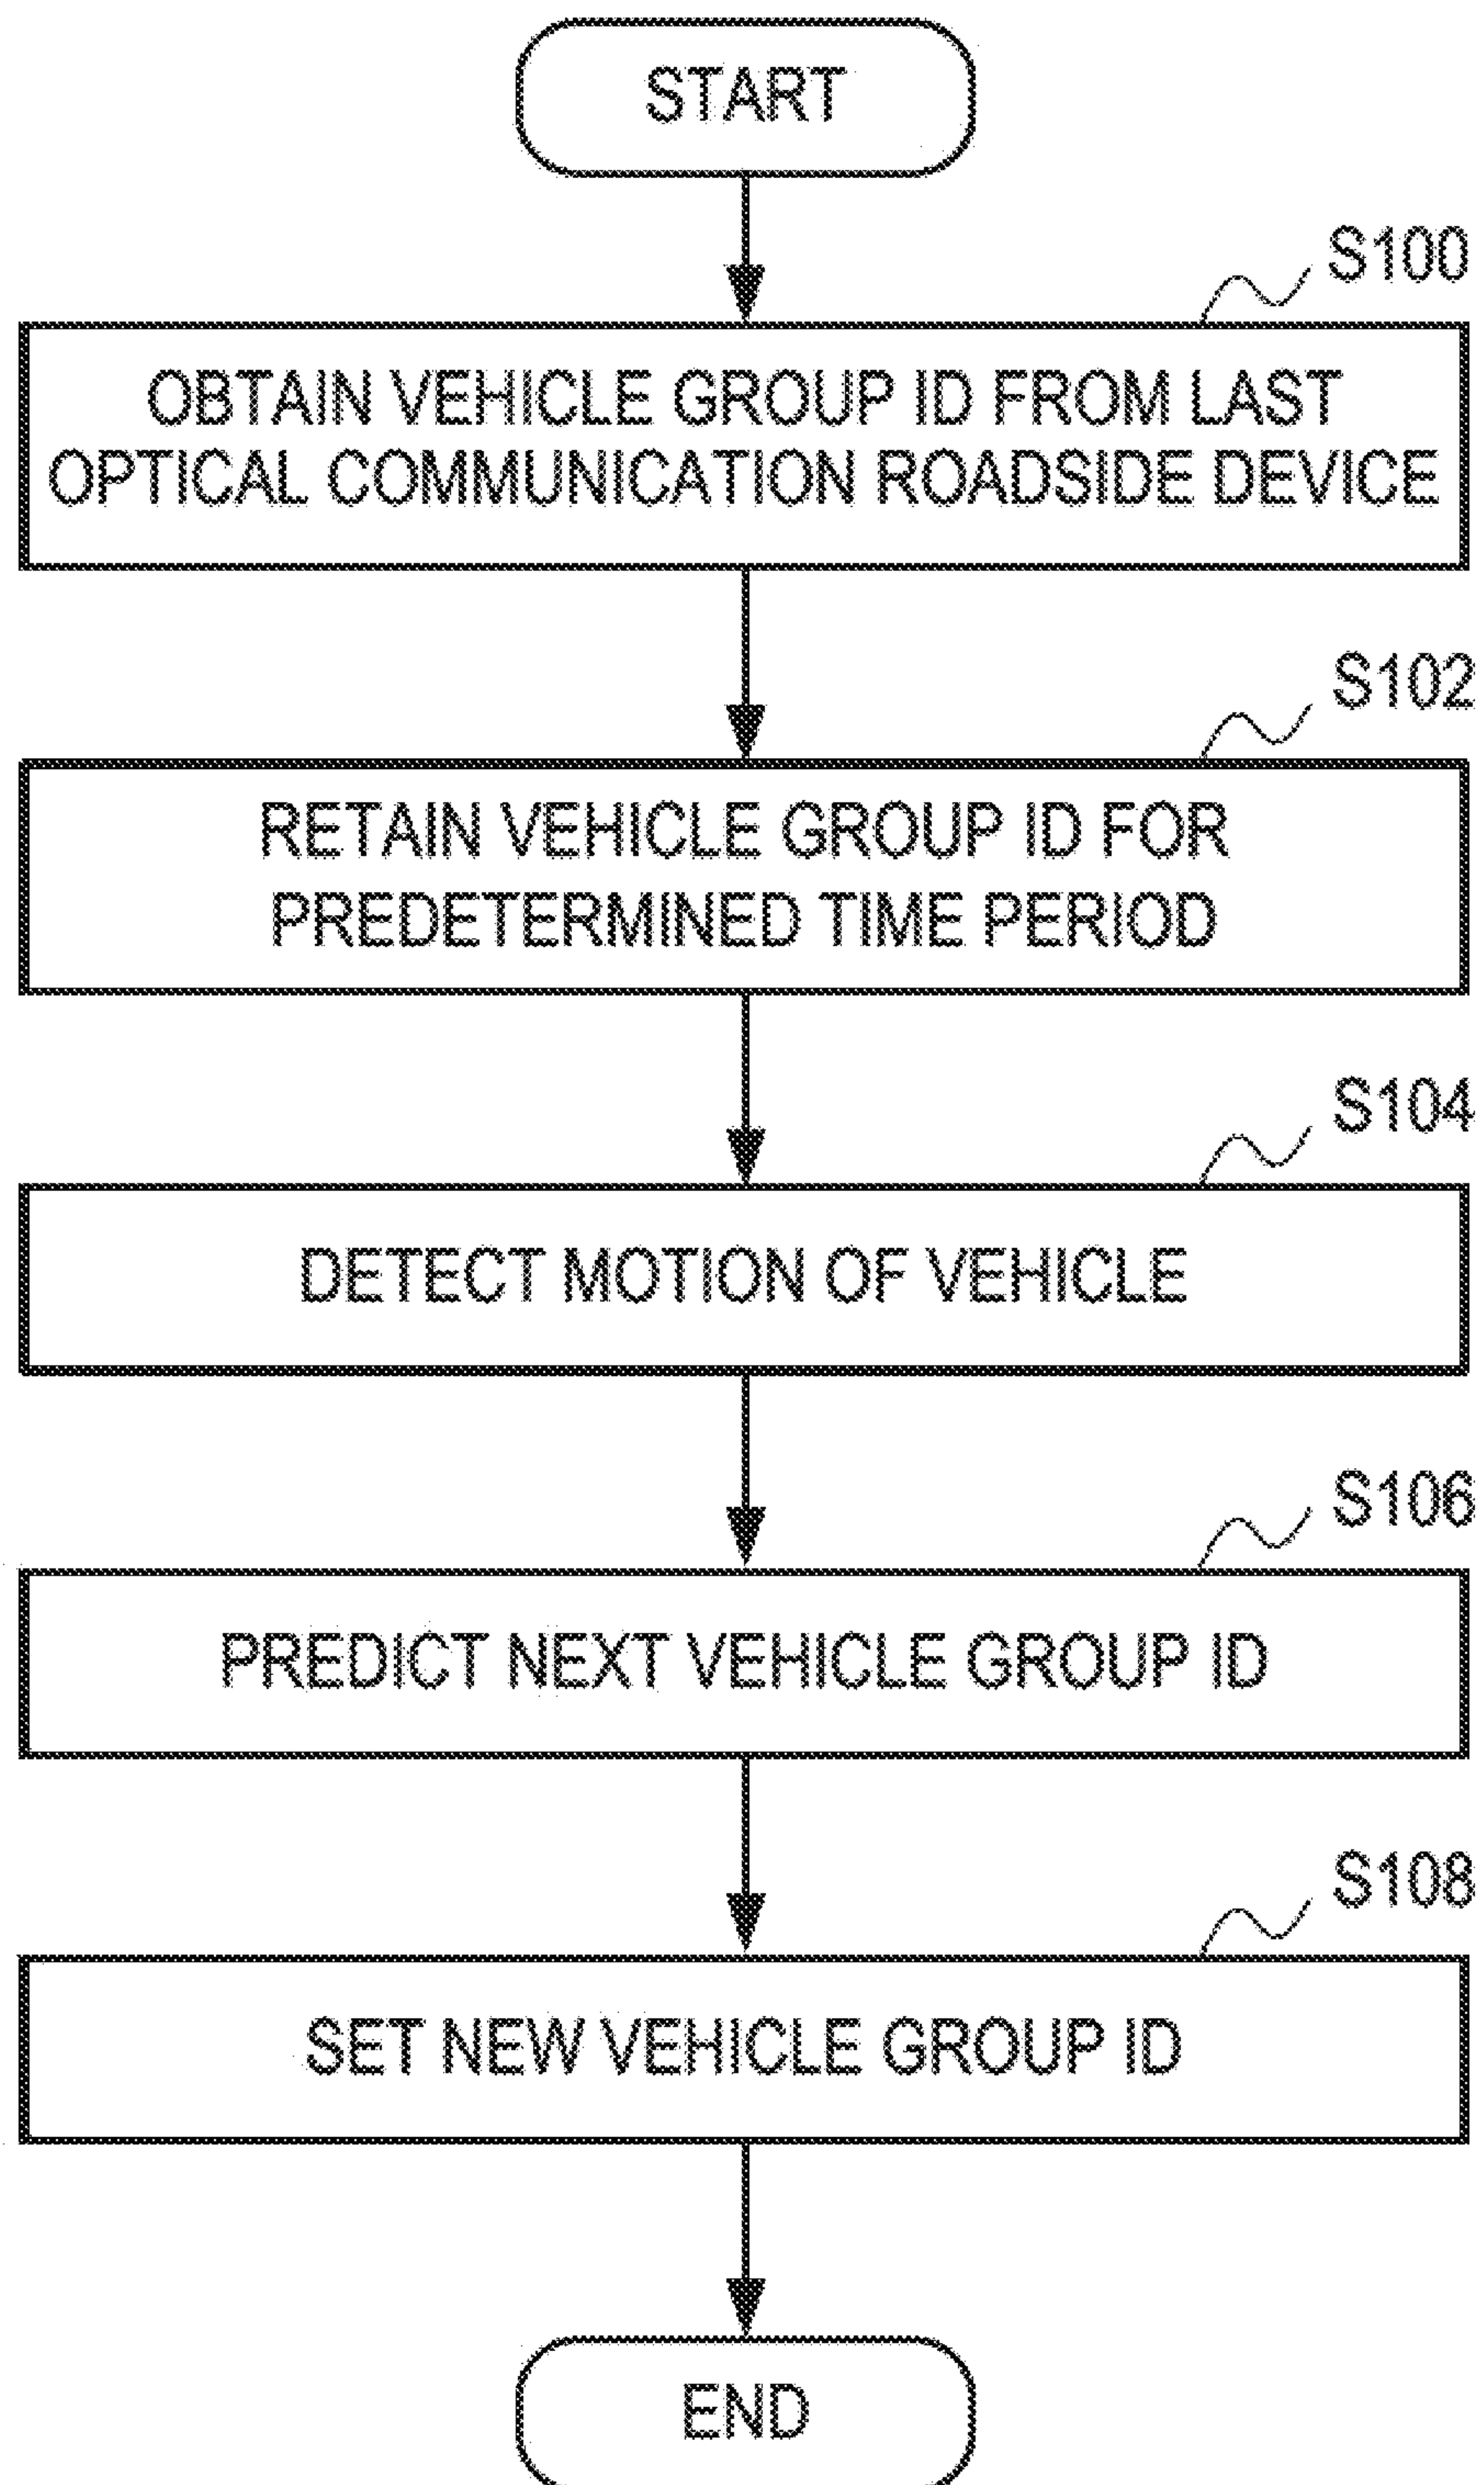 START
S100
OBTAIN VEHICLE GROUP ID FROM LAST
OPTICAL COMMUNICATION ROADSIDE DEVICE
S102
RETAIN VEHICLE GROUP ID FOR
PREDETERMINED TIME PERIOD
S104
DETECT MOTION OF VEHICLE
S106
PREDICT NEXT VEHICLE GROUP ID
S108
SET NEW VEHICLE GROUP ID
END